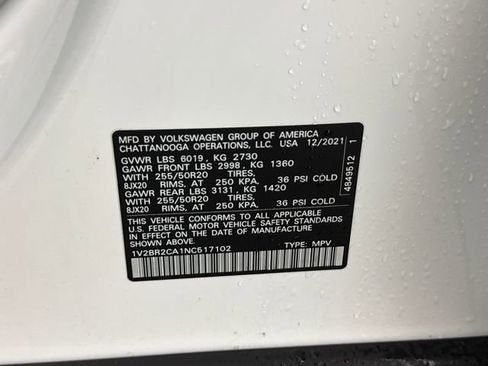 MFD BY VOLKSWAGEN GROUP OF AMERICA
CHATTANOOGA OPERATIONS, LLC. USA 12/2021
GVWR LBS 6019, KG 2730
GAWR FRONT LBS 2998, KG 1360
WITH 255/50R20 TIRES,
8JX20 RIMS, AT 250 KPA, 36 PSI COLD
GAWR REAR LBS 3131, KG 1420
WITH 255/50R20 TIRES,
8JX20 RIMS, AT 250 KPA, 36 PSI COLD
THIS VEHICLE CONFORMS TO ALL APPLICABLE
U.S. FEDERAL MOTOR VEHICLE SAFETY STANDARDS
IN EFFECT ON THE DATE OF MANUFACTURE SHOWN ABOVE
1V2BR2CA1NC517102 TYPE: MPV
4849512 1